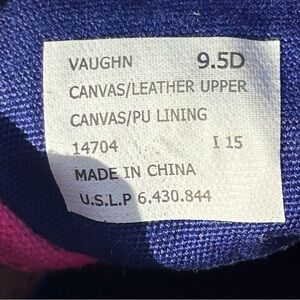 VAUGHN 9.5D
CANVAS/LEATHER UPPER
CANVAS/PU LINING
14704 I 15
MADE IN CHINA
U.S.L.P 6.430.844